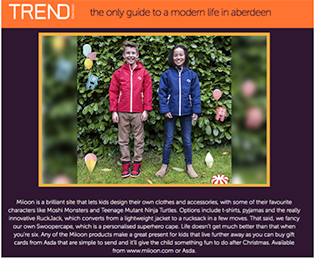 TREND
the only guide to a modern life in aberdeen
Miioon is a brilliant site that lets kids design their own clothes and accessories, with some of their favourite
characters like Moshi Monsters and Teenage Mutant Ninja Turtles. Options include t-shirts, pyjamas and the really
innovative RuckJack, which converts from a lightweight jacket to a rucksack in a few moves. That said, we fancy
our own Swoopercape, which is a personalised superhero cape. Life doesn't get much better than that when
you're six. Any of the Miioon products make a great present for kids that live further away as you can buy gift
cards from Asda that are simple to send and it'll give the child something fun to do after Christmas. Available
from www.miioon.com or Asda.